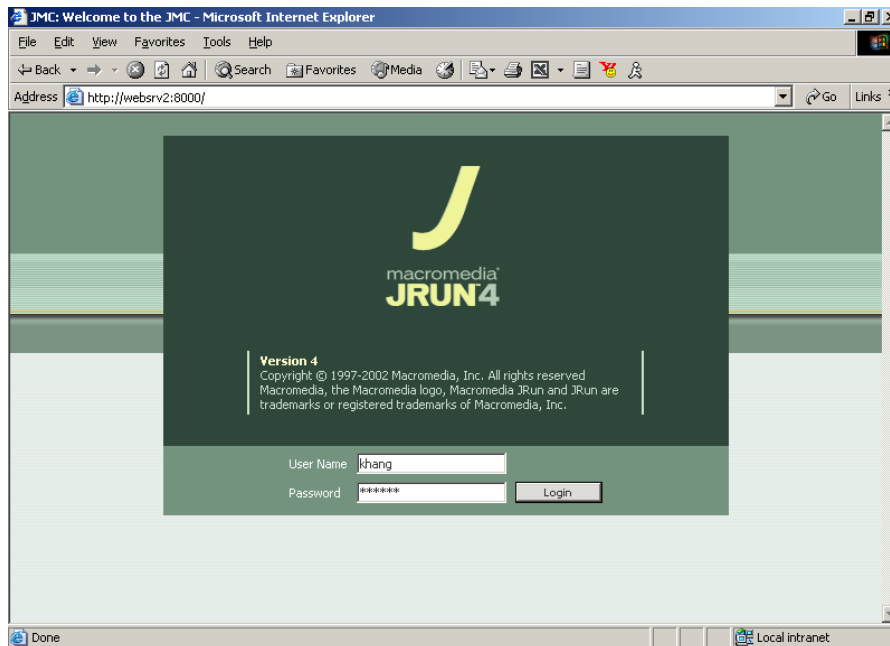 JMC: Welcome to the JMC - Microsoft Internet Explorer
File Edit View Favorites Tools Help
Back Search Favorites Media
Address http://websrv2:8000/ Go Links
J
macromedia®
JRUN™4
Version 4
Copyright © 1997-2002 Macromedia, Inc. All rights reserved
Macromedia, the Macromedia logo, Macromedia JRun and JRun are
trademarks or registered trademarks of Macromedia, Inc.
User Name khang
Password ******
Login
Done Local intranet